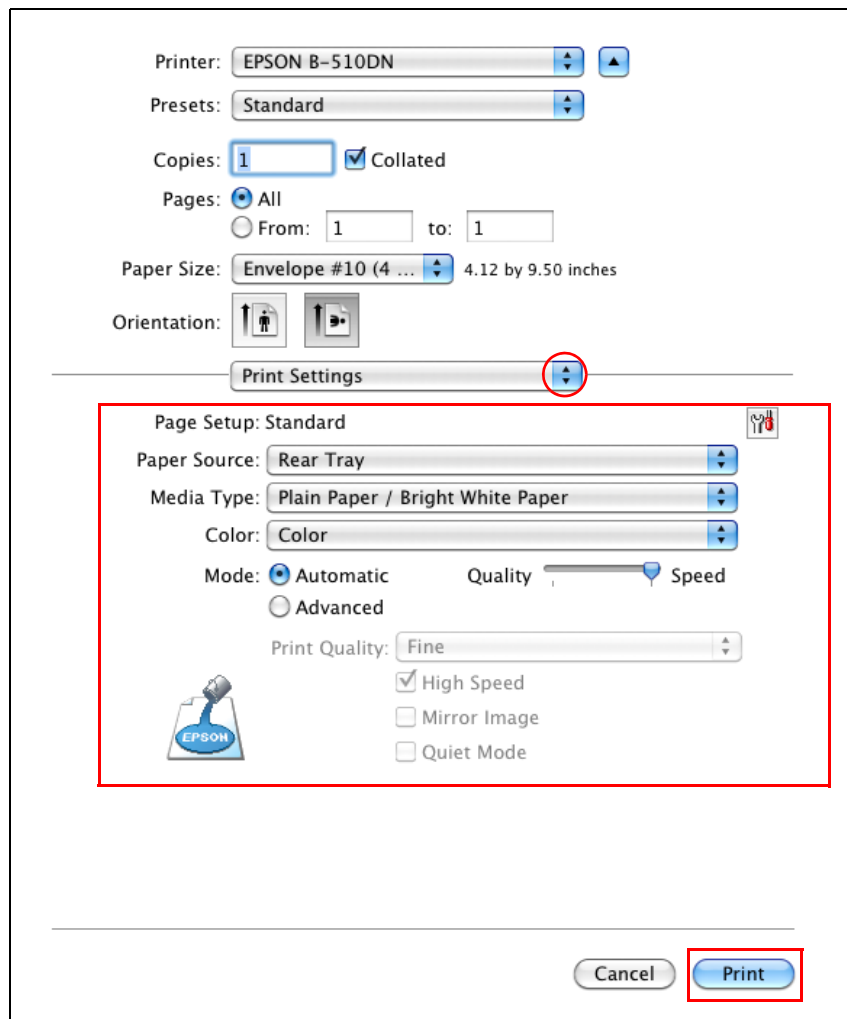 Printer: EPSON B-510DN
Presets: Standard
Copies: 1 Collated
Pages: All
From: 1 to: 1
Paper Size: Envelope #10 (4 ... 4.12 by 9.50 inches
Orientation:
Print Settings
Page Setup: Standard
Paper Source: Rear Tray
Media Type: Plain Paper / Bright White Paper
Color: Color
Mode: Automatic Quality Speed
Advanced
Print Quality: Fine
High Speed
Mirror Image
EPSON
Quiet Mode
Cancel Print